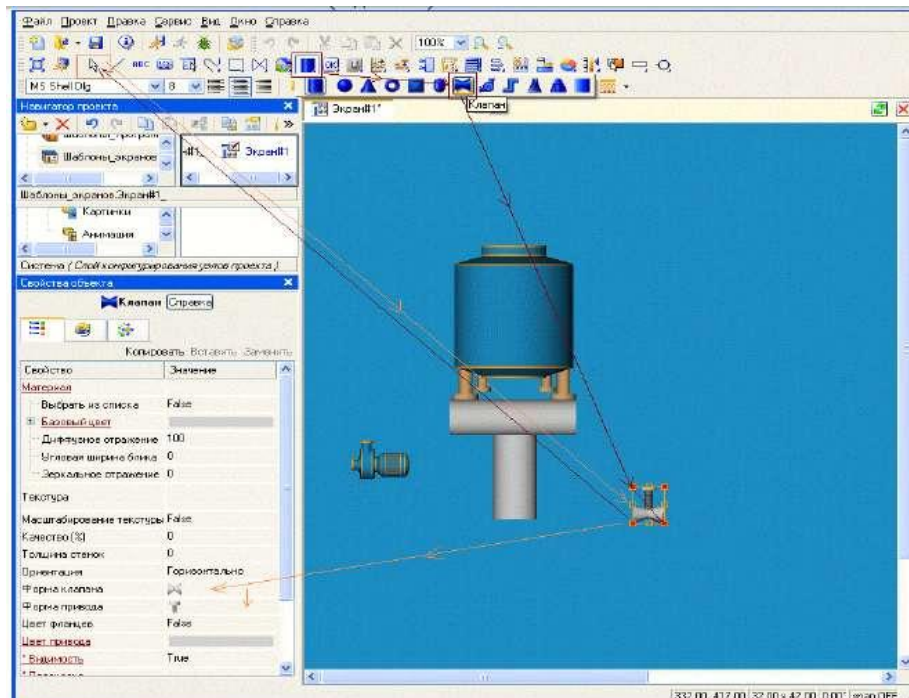 Файл Проект Правка Сервис Вид Окно Справка
100%
ABC
OK
MS Shell Dlg
8
Клапан
Навигатор проекта
Экран#1*
Шаблоны_програм
Шаблоны_экранов
Экран#1
Шаблоны_экранов.Экран#1_
Картинки
Анимация
Система ( Слой конфигурирования узлов проекта )
Свойства объекта
Клапан Справка
Копировать Вставить Заменить
Свойство Значение
Материал
Выбрать из списка False
Базовый цвет
Диффузное отражение 100
Угловая ширина блика 0
Зеркальное отражение 0
Текстура
Масштабирование текстуры False
Качество (%) 0
Толщина стенок 0
Ориентация Горизонтально
Форма клапана
Форма привода
Цвет фланцев False
Цвет привода
* Видимость True